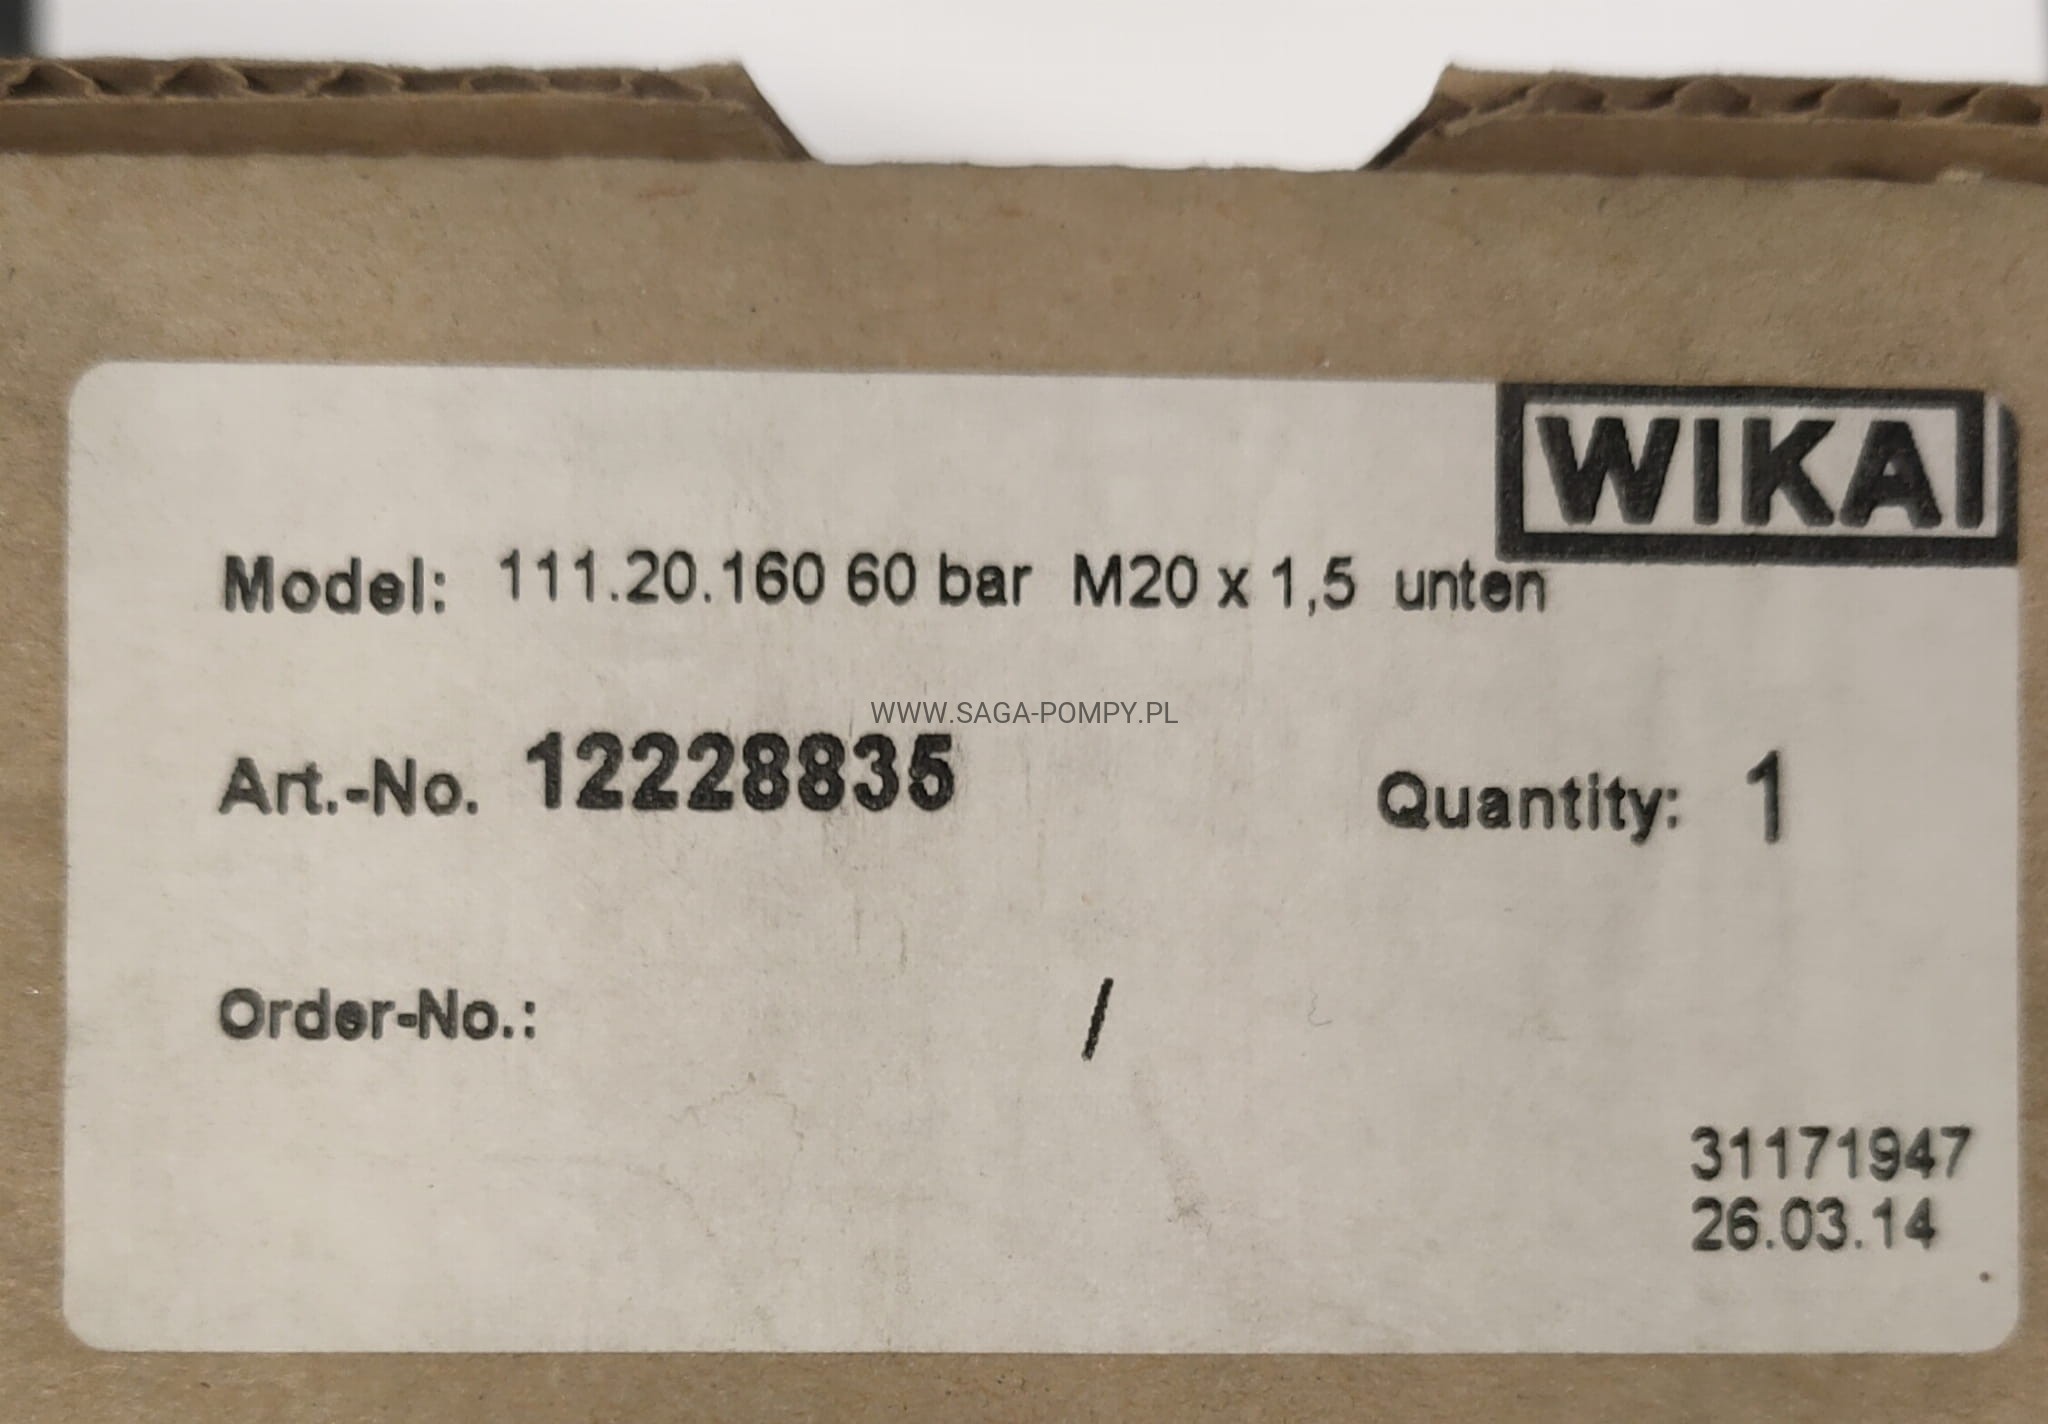 WIKA
Model: 111.20.160 60 bar M20 x 1,5 unten
WWW.SAGA-POMPY.PL
Art.-No. 12228835 Quantity: 1
Order-No.: /
31171947
26.03.14